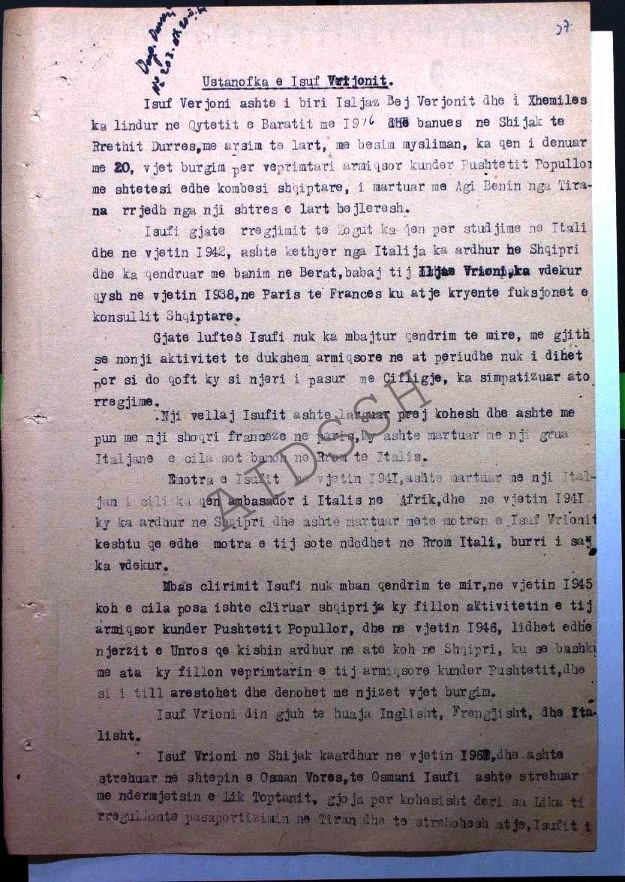 27
Ustanofka e Isuf Vrijonit.
Isuf Verjoni ashte i biri Isljaz Bej Verjonit dhe i Xhemiles
ka lindur ne Qytetit e Baratit me 1976 dhe banues ne Shijak te
Rrethit Durres,me arsim te lart, me besim mysliman, ka qen i denuar
me 20, vjet burgim per veprimtari armiqsor kunder Pushtetit Popullor
me shtetesi edhe kombesi shqiptare, i martuar me Agi Benin nga Tira-
na rrjedh nga nji shtres e lart bejleresh.
Isufi gjate rregjimit te Zogut ka qen per studjime ne Itali
dhe ne vjetin 1942, ashte kethyer nga Italija ka ardhur ne Shqipri
dhe ka qendruar me banim ne Berat,babaj tij Iljas Vrioni,ka vdekur
qysh ne vjetin I938,ne Paris te Frances ku atje kryente fuksjonet e
konsullit Shqiptare.
Gjate luftes Isufi nuk ka mbajtur qendrim te mire, me gjith
se nonji aktivitet te dukshem armiqsore ne at periudhe nuk i dihet
por si do qoft ky si njeri i pasur me Cifligje, ka simpatizuar ato
rregjime.
Nji vellaj Isufit ashte larguar prej kohesh dhe ashte me
pun me nji shoqri franceze ne paris, ashte martuar me nji grua
Italjane e cila sot banon ne Rrom te Italis.
Emotra e Isufit vjetin I94I,ashte martuar me nji Ital-
jan i cili ka qen ambasador i Italis ne Afrik,dhe ne vjetin I94I
ky ka ardhur ne Shqipri dhe ashte martuar mete motren e Isuf Vrionit
keshtu qe edhe motra e tij sote ndodhet ne Rrom Itali, burri i saj
ka vdekur.
Mbas clirimit Isufi nuk mban qendrim te mir,ne vjetin I945
koh e cila posa ishte cliruar shqiprija ky fillon aktivitetin e tij
armiqsor kunder Pushtetit Popullor, dhe ne vjetin I946, lidhet edhe
njerzit e Unros qe kishin ardhur ne ate koh ne Shqipri, ku se bashku
me ata ky fillon veprimtarin e tij armiqsore kunder Pushtetit,dhe
si i till arestohet dhe denohet me njizet vjet burgim.
Isuf Vrioni din gjuh te huaja Inglisht, Frengjisht, dhe Ita-
lisht.
Isuf Vrioni ne Shijak kaardhur ne vjetin dhe ashte
strehuar ne shtepin e Osman Vores,te Osmani Isufi ashte strehuar
me ndermjetsin e Lik Toptanit, gjoja per kohesisht deri sa Lika ti
rregullonte pasaportizimin ne Tiran dhe te strehohesh atje,Isufit i
AIDSSH